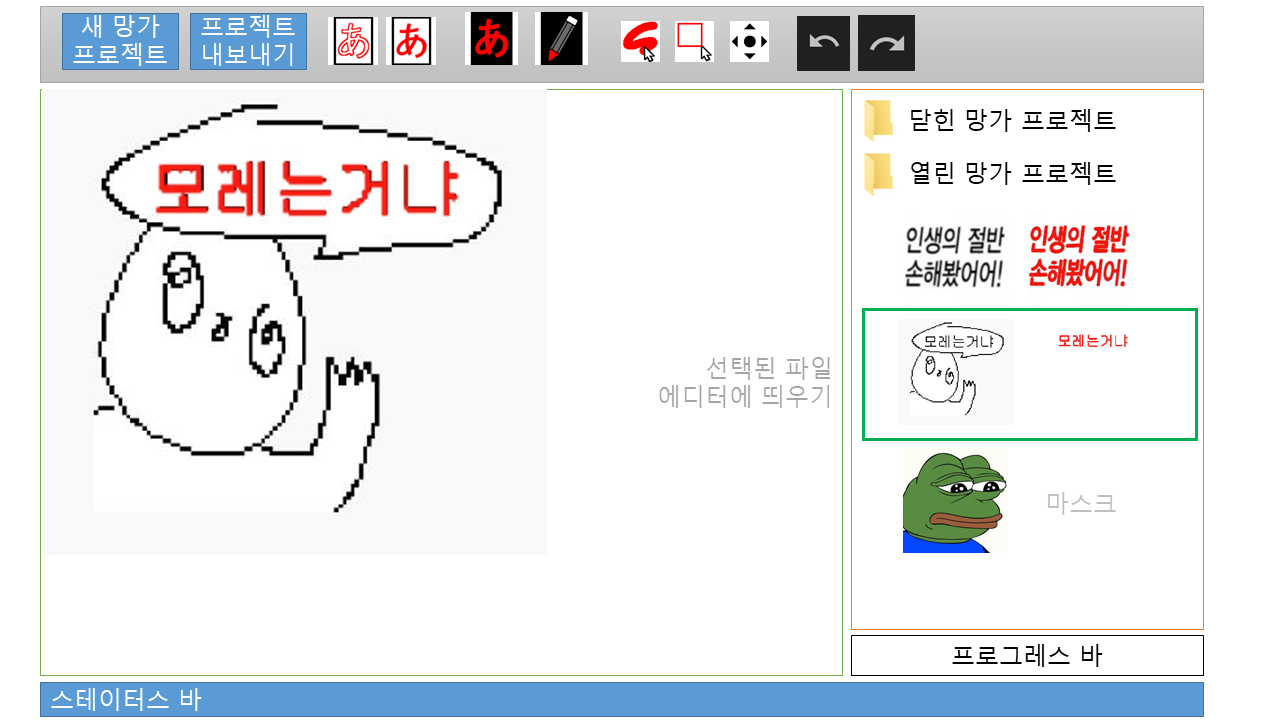 새 망가
프로젝트
프로젝트
내보내기
あ
あ
あ
모레는거냐
선택된 파일
에디터에 띄우기
닫힌 망가 프로젝트
열린 망가 프로젝트
인생의 절반
손해봤어어!
인생의 절반
손해봤어어!
모레는거냐
모레는거냐
마스크
프로그레스 바
스테이터스 바